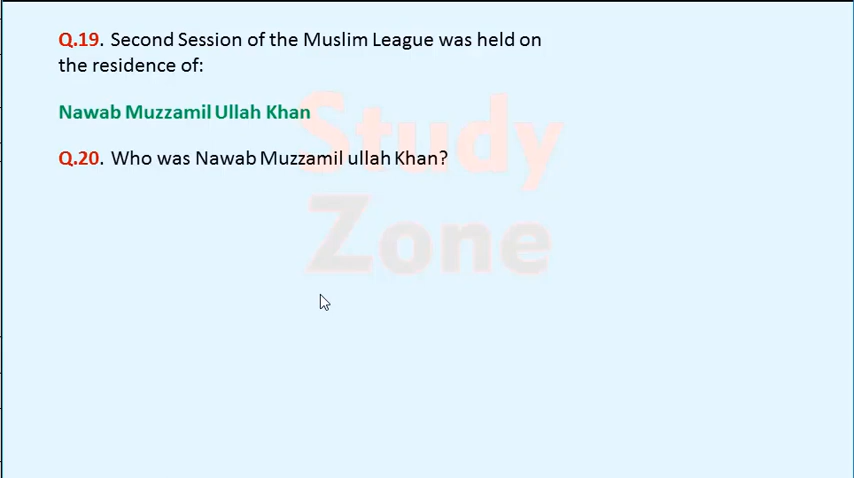 Q.19. Second Session of the Muslim League was held on
the residence of:
Nawab Muzzamil Ullah Khan
Q.20. Who was Nawab Muzzamil ullah Khan?
Study
Zone